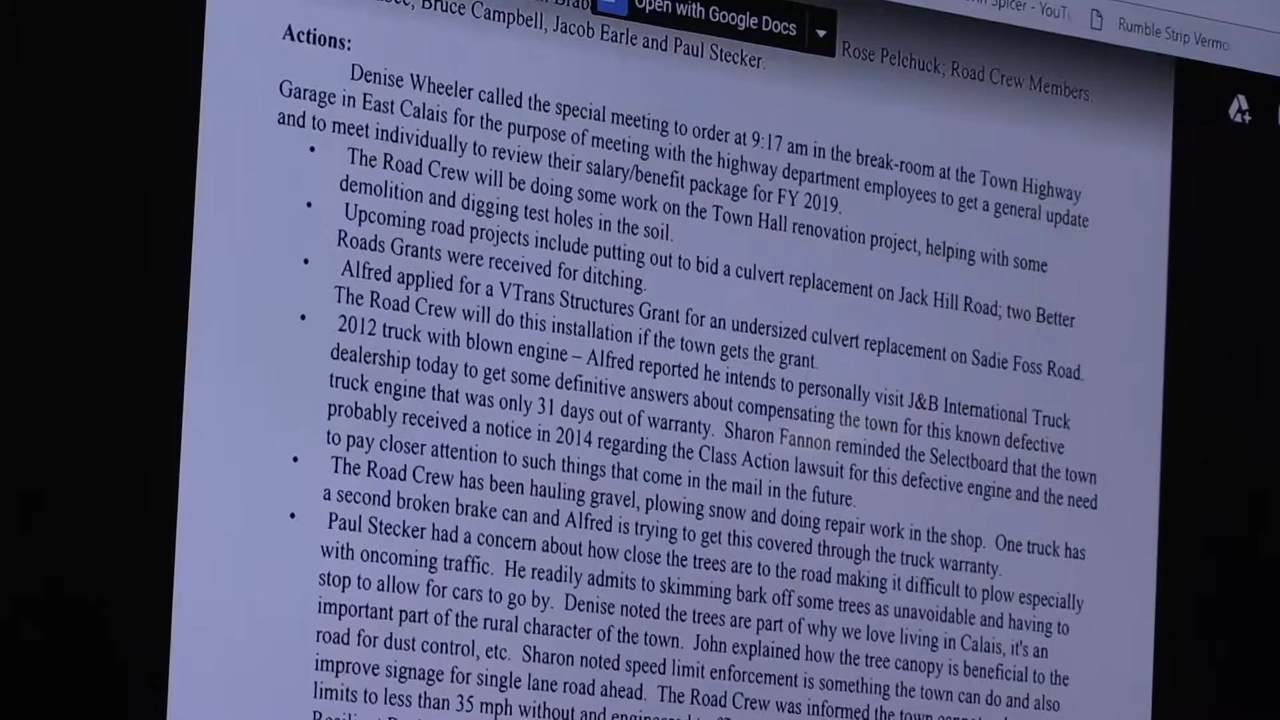 Spicer - YouTu
Rumble Strip Vermo
Open with Google Docs
Bruce Campbell, Jacob Earle and Paul Stecker. Rose Pelchuck; Road Crew Members.
Actions:
Denise Wheeler called the special meeting to order at 9:17 am in the break-room at the Town Highway
Garage in East Calais for the purpose of meeting with the highway department employees to get a general update
and to meet individually to review their salary/benefit package for FY 2019.
• The Road Crew will be doing some work on the Town Hall renovation project, helping with some
demolition and digging test holes in the soil.
• Upcoming road projects include putting out to bid a culvert replacement on Jack Hill Road; two Better
Roads Grants were received for ditching.
• Alfred applied for a VTrans Structures Grant for an undersized culvert replacement on Sadie Foss Road.
The Road Crew will do this installation if the town gets the grant.
• 2012 truck with blown engine – Alfred reported he intends to personally visit J&B International Truck
dealership today to get some definitive answers about compensating the town for this known defective
truck engine that was only 31 days out of warranty. Sharon Fannon reminded the Selectboard that the town
probably received a notice in 2014 regarding the Class Action lawsuit for this defective engine and the need
to pay closer attention to such things that come in the mail in the future.
• The Road Crew has been hauling gravel, plowing snow and doing repair work in the shop. One truck has
a second broken brake can and Alfred is trying to get this covered through the truck warranty.
• Paul Stecker had a concern about how close the trees are to the road making it difficult to plow especially
with oncoming traffic. He readily admits to skimming bark off some trees as unavoidable and having to
stop to allow for cars to go by. Denise noted the trees are part of why we love living in Calais, it's an
important part of the rural character of the town. John explained how the tree canopy is beneficial to the
road for dust control, etc. Sharon noted speed limit enforcement is something the town can do and also
improve signage for single lane road ahead. The Road Crew was informed the town
limits to less than 35 mph without and